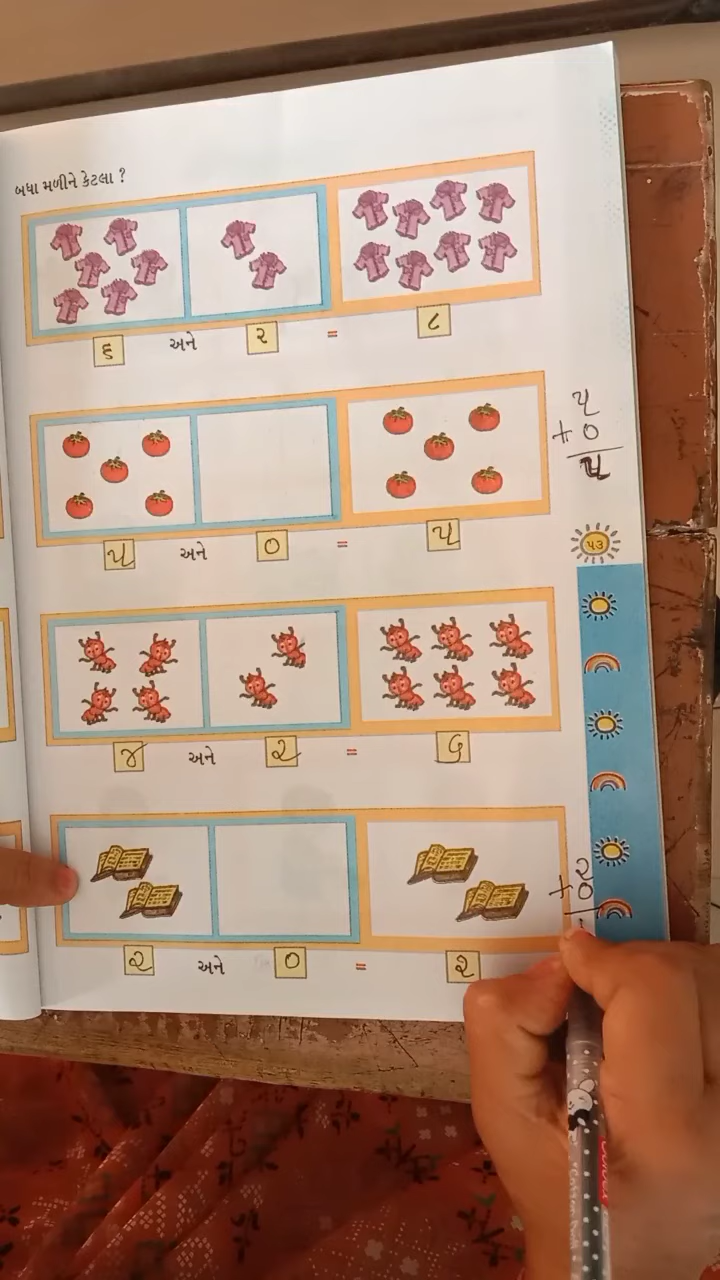 બધા મળીને કેટલા ?
૬ અને ૨ = ૮
૫
+ ૦
૫
૫ અને ૦ = ૫
૫૩
૪ અને ૨ = ૬
૨
+ ૦
૨ અને ૦ = ૨